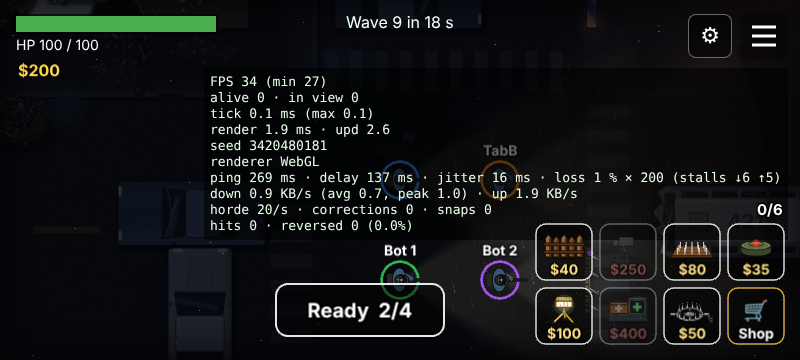 Wave 9 in 18 s
HP 100 / 100
$200
FPS 34 (min 27)
alive 0 · in view 0
tick 0.1 ms (max 0.1)
render 1.9 ms · upd 2.6
seed 3420480181
renderer WebGL
TabB
ping 269 ms · delay 137 ms · jitter 16 ms · loss 1 % × 200 (stalls ↓6 ↑5)
down 0.9 KB/s (avg 0.7, peak 1.0) · up 1.9 KB/s
horde 20/s · corrections 0 · snaps 0
hits 0 · reversed 0 (0.0%)
0/6
Bot 1
Bot 2
$40
$250
$80
$35
Ready 2/4
$100
$400
$50
Shop